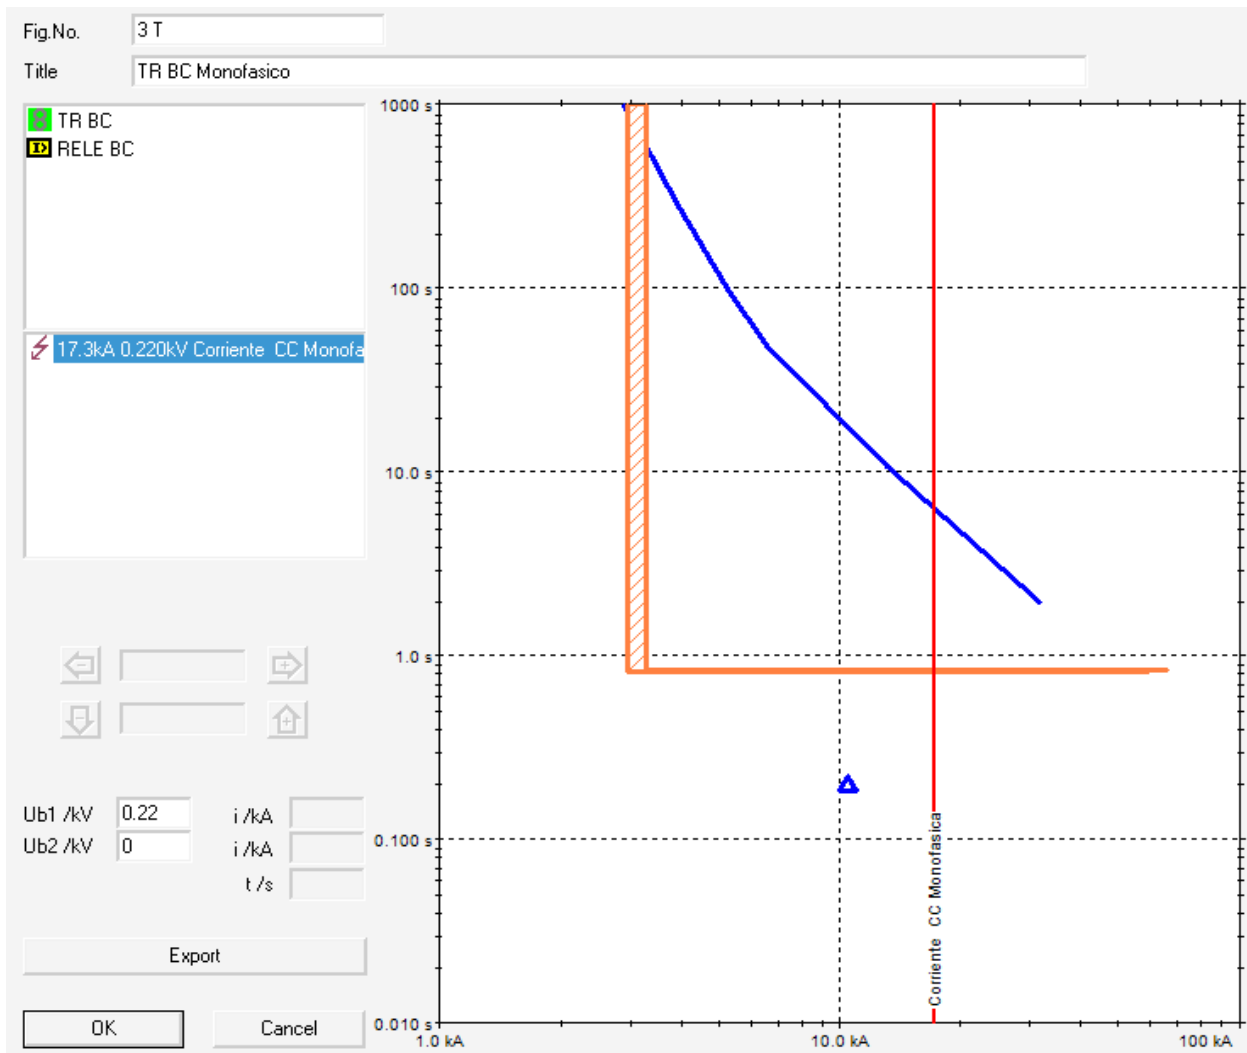 Fig.No.
3 T
Title
TR BC Monofasico
TR BC
I> RELE BC
17.3kA 0.220kV Corriente CC Monofa
Ub1 /kV
0.22
i /kA
Ub2 /kV
0
i /kA
t /s
Export
OK
Cancel
1000 s
100 s
10.0 s
1.0 s
0.100 s
0.010 s
1.0 kA
10.0 kA
100 kA
Corriente CC Monofasica